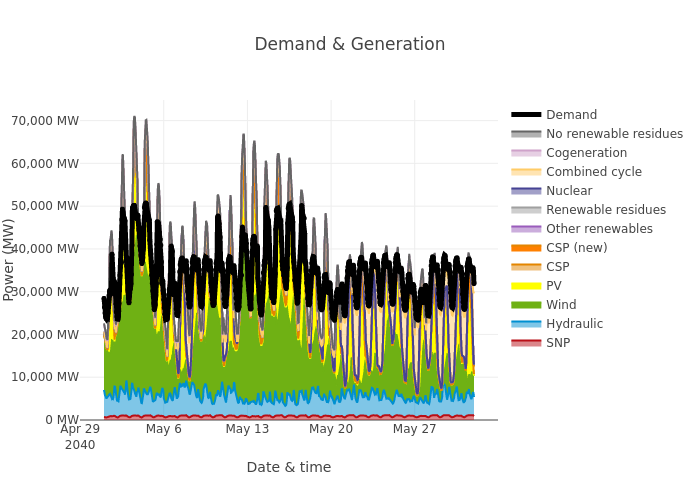 Demand & Generation
70,000 MW
60,000 MW
50,000 MW
40,000 MW
30,000 MW
20,000 MW
10,000 MW
0 MW
Power (MW)
Apr 29
2040
May 6
May 13
May 20
May 27
Date & time
Demand
No renewable residues
Cogeneration
Combined cycle
Nuclear
Renewable residues
Other renewables
CSP (new)
CSP
PV
Wind
Hydraulic
SNP